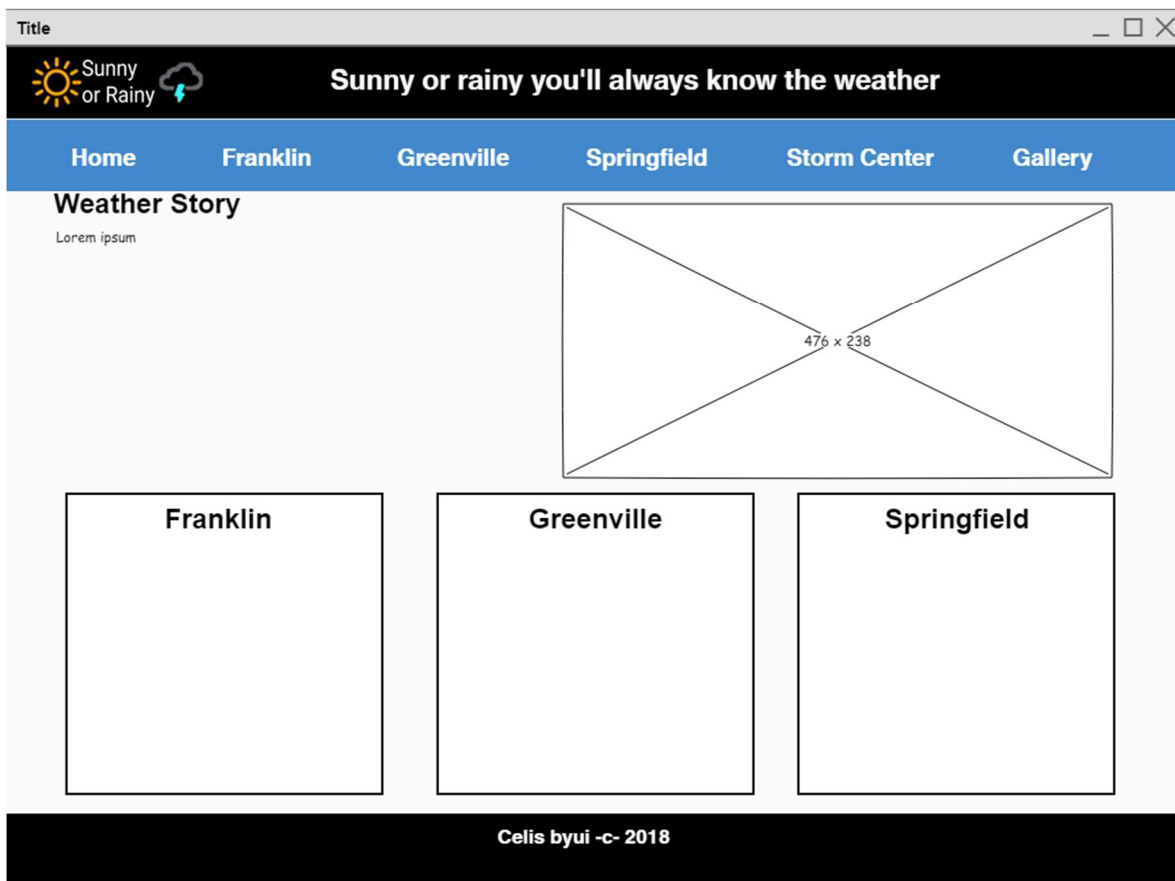 Title
Sunny
or Rainy
Sunny or rainy you'll always know the weather
Home Franklin Greenville Springfield Storm Center Gallery
Weather Story
Lorem ipsum
476 x 238
Franklin Greenville Springfield
Celis byui -c- 2018